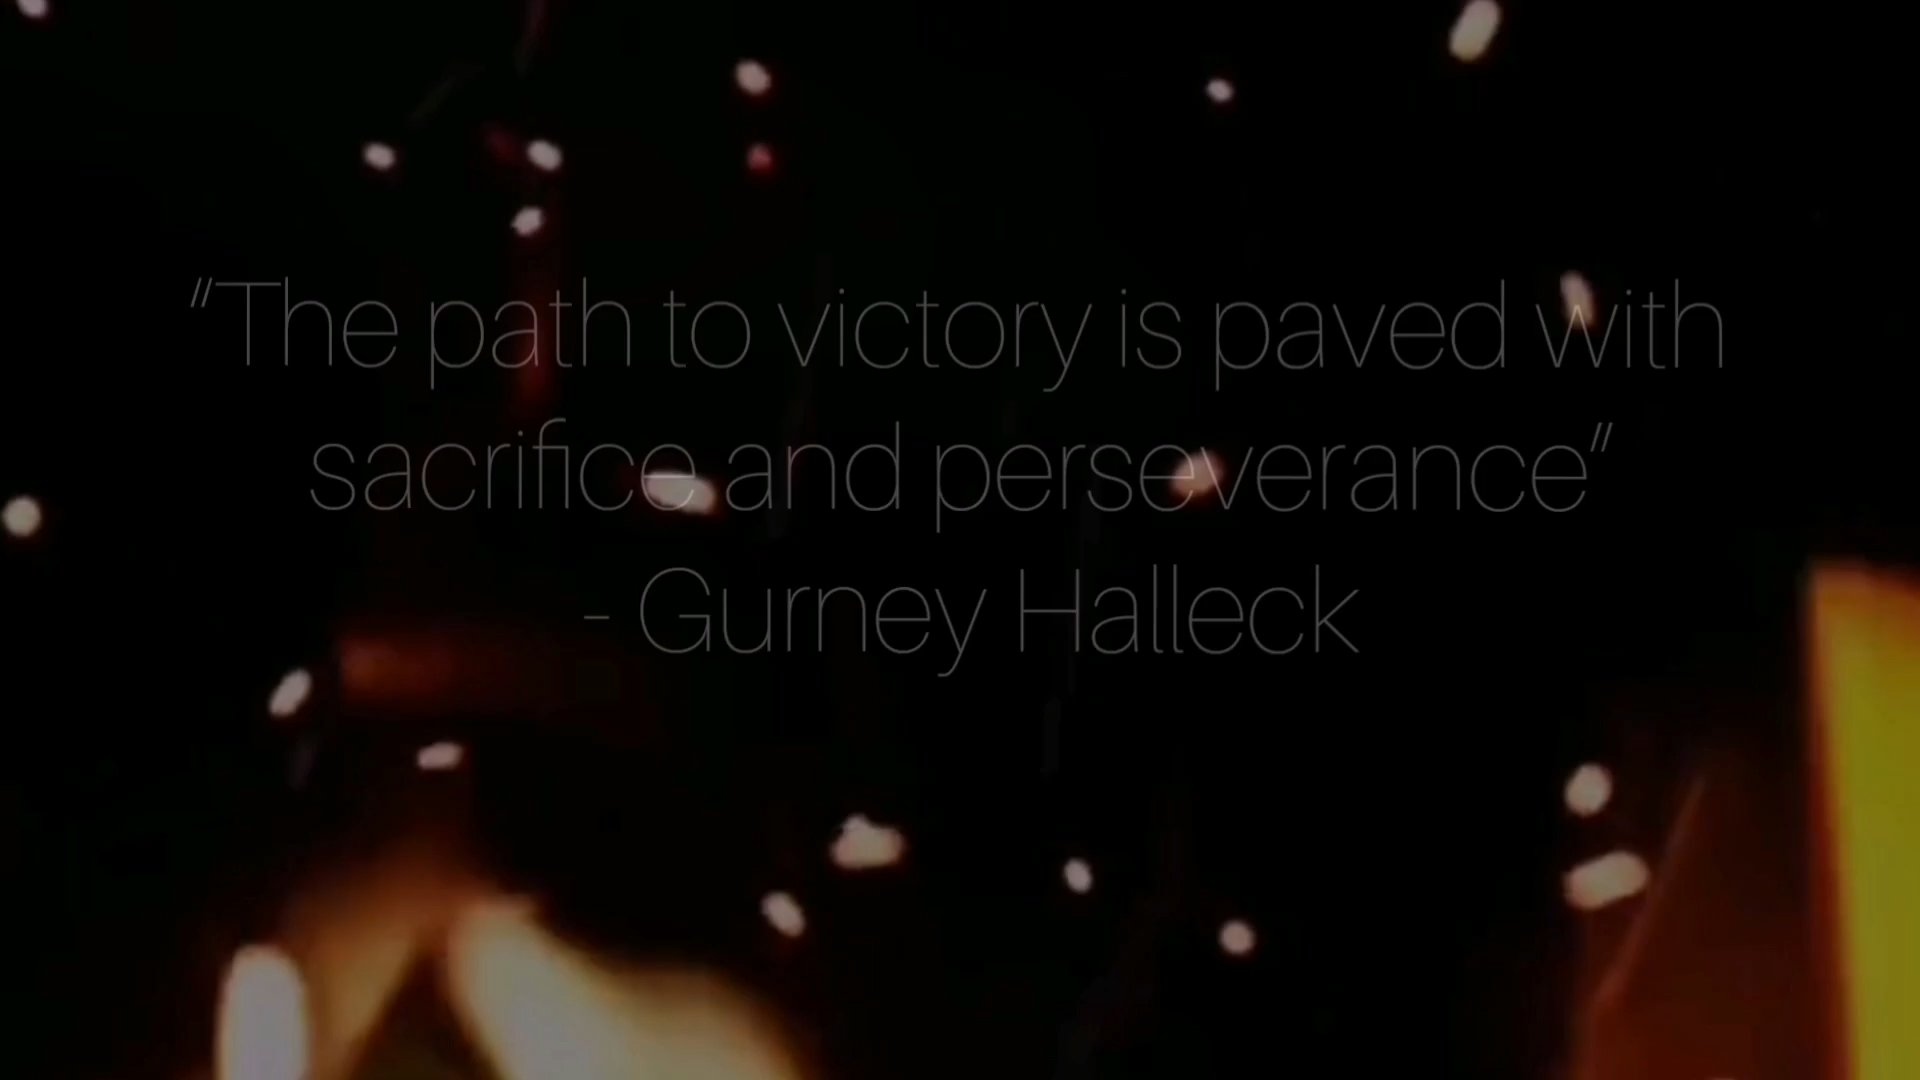 “The path to victory is paved with
sacrifice and perseverance”
- Gurney Halleck